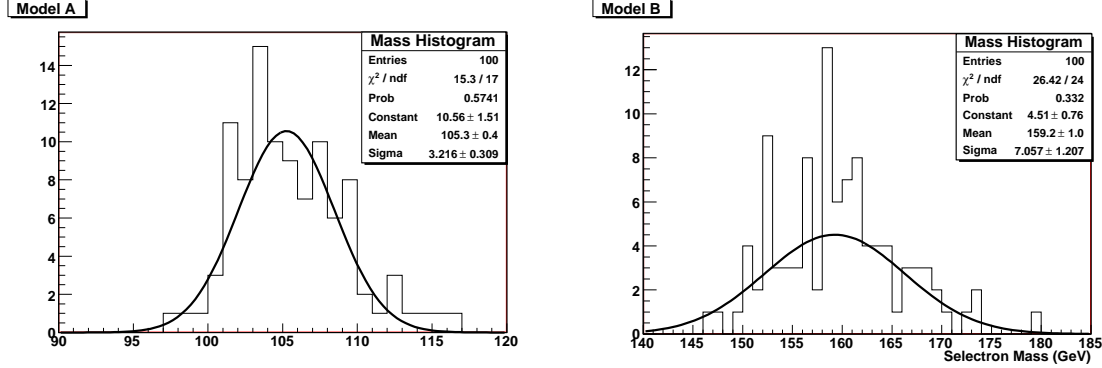 Model A
Mass Histogram
Entries 100
χ² / ndf 15.3 / 17
Prob 0.5741
Constant 10.56 ± 1.51
Mean 105.3 ± 0.4
Sigma 3.216 ± 0.309
14
12
10
8
6
4
2
0
90 95 100 105 110 115 120
Model B
Mass Histogram
Entries 100
χ² / ndf 26.42 / 24
Prob 0.332
Constant 4.51 ± 0.76
Mean 159.2 ± 1.0
Sigma 7.057 ± 1.207
12
10
8
6
4
2
0
140 145 150 155 160 165 170 175 180 185
Selectron Mass (GeV)